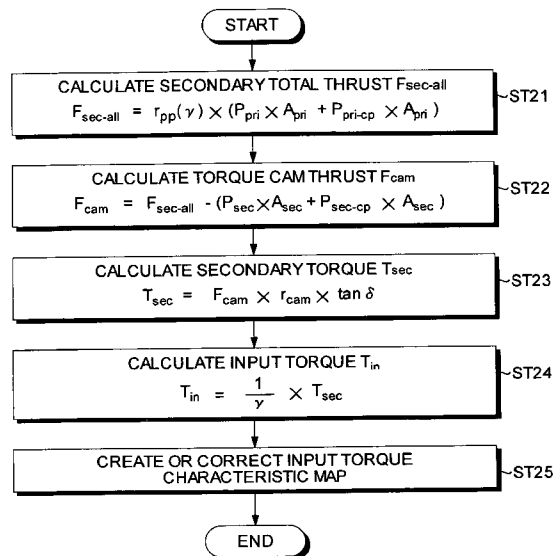 START
CALCULATE SECONDARY TOTAL THRUST Fsec-all
Fsec-all = rpp(γ) × (Ppri × Apri + Ppri-cp × Apri)
ST21
CALCULATE TORQUE CAM THRUST Fcam
Fcam = Fsec-all - (Psec × Asec + Psec-cp × Asec)
ST22
CALCULATE SECONDARY TORQUE Tsec
Tsec = Fcam × rcam × tan δ
ST23
CALCULATE INPUT TORQUE Tin
Tin = 1/γ × Tsec
ST24
CREATE OR CORRECT INPUT TORQUE
CHARACTERISTIC MAP
ST25
END